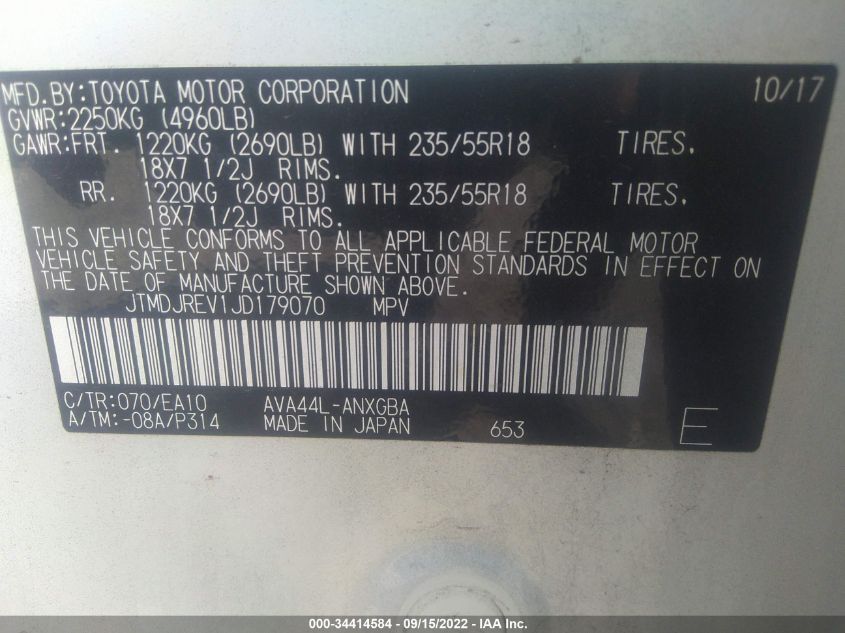 MFD.BY:TOYOTA MOTOR CORPORATION 10/17
GVWR:2250KG (4960LB)
GAWR:FRT. 1220KG (2690LB) WITH 235/55R18 TIRES.
18X7 1/2J RIMS.
RR. 1220KG (2690LB) WITH 235/55R18 TIRES.
18X7 1/2J RIMS.
THIS VEHICLE CONFORMS TO ALL APPLICABLE FEDERAL MOTOR
VEHICLE SAFETY AND THEFT PREVENTION STANDARDS IN EFFECT ON
THE DATE OF MANUFACTURE SHOWN ABOVE.
JTMDJREV1JD179070 MPV
C/TR:070/EA10 AVA44L-ANXGBA
A/TM:-08A/P314 MADE IN JAPAN 653 E
000-34414584 - 09/15/2022 - IAA Inc.